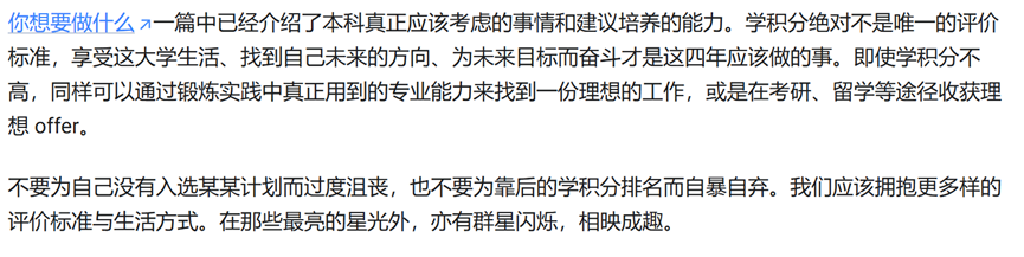 你想要做什么↗一篇中已经介绍了本科真正应该考虑的事情和建议培养的能力。学积分绝对不是唯一的评价
标准，享受这大学生活、找到自己未来的方向、为未来目标而奋斗才是这四年应该做的事。即使学积分不
高，同样可以通过锻炼实践中真正用到的专业能力来找到一份理想的工作，或是在考研、留学等途径收获理
想 offer。
不要为自己没有入选某某计划而过度沮丧，也不要为靠后的学积分排名而自暴自弃。我们应该拥抱更多样的
评价标准与生活方式。在那些最亮的星光外，亦有群星闪烁，相映成趣。